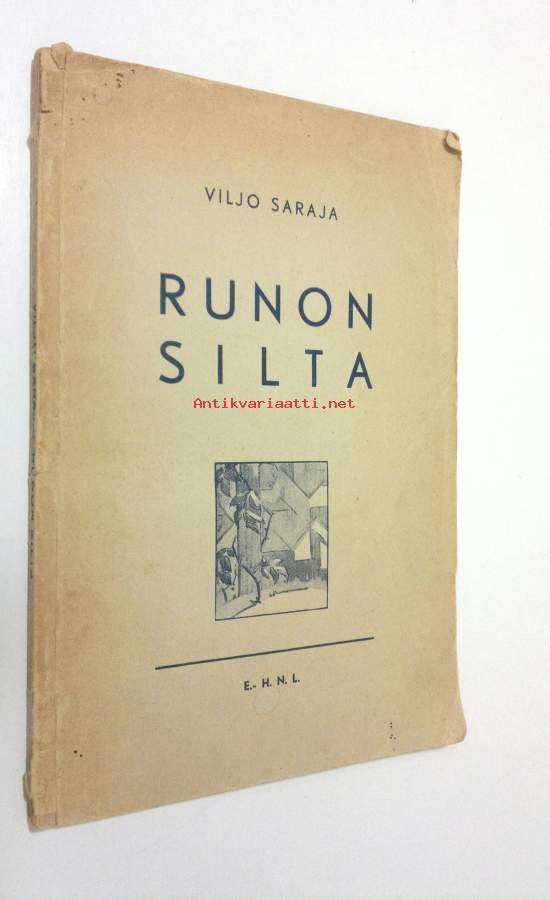 VILJO SARAJA
RUNON
SILTA
Antikvariaatti.net
E.- H. N. L.